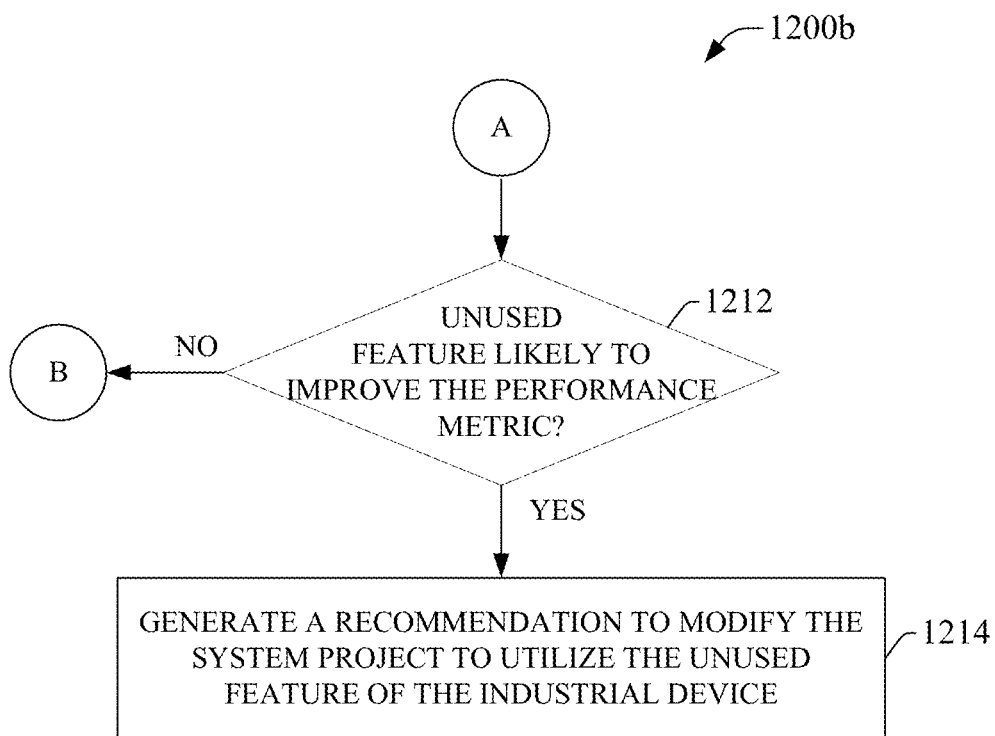 1200b
A
UNUSED
FEATURE LIKELY TO
IMPROVE THE PERFORMANCE
METRIC?
1212
NO
B
YES
GENERATE A RECOMMENDATION TO MODIFY THE
SYSTEM PROJECT TO UTILIZE THE UNUSED
FEATURE OF THE INDUSTRIAL DEVICE
1214